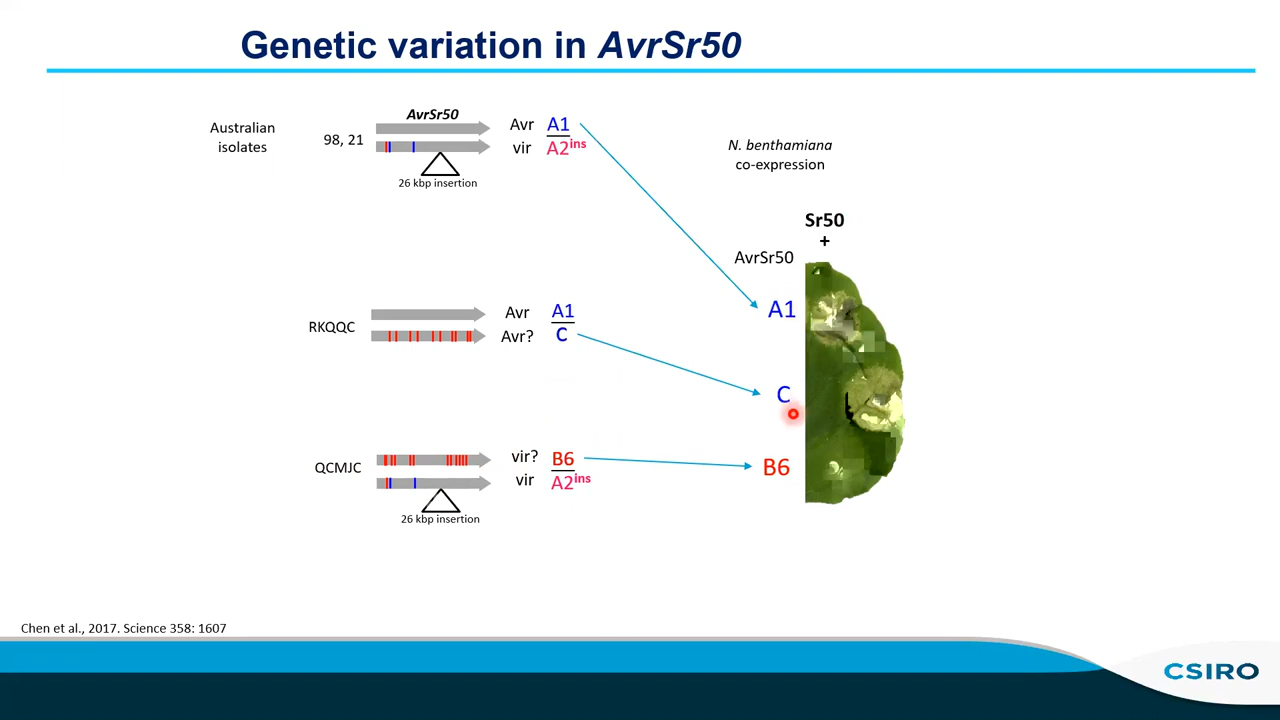 Genetic variation in AvrSr50
Australian
isolates
98, 21
AvrSr50
26 kbp insertion
Avr A1
vir A2ins
N. benthamiana
co-expression
Sr50
+
AvrSr50
A1
C
B6
RKQQC
Avr A1
Avr? C
QCMJC
vir? B6
vir A2ins
26 kbp insertion
Chen et al., 2017. Science 358: 1607
CSIRO